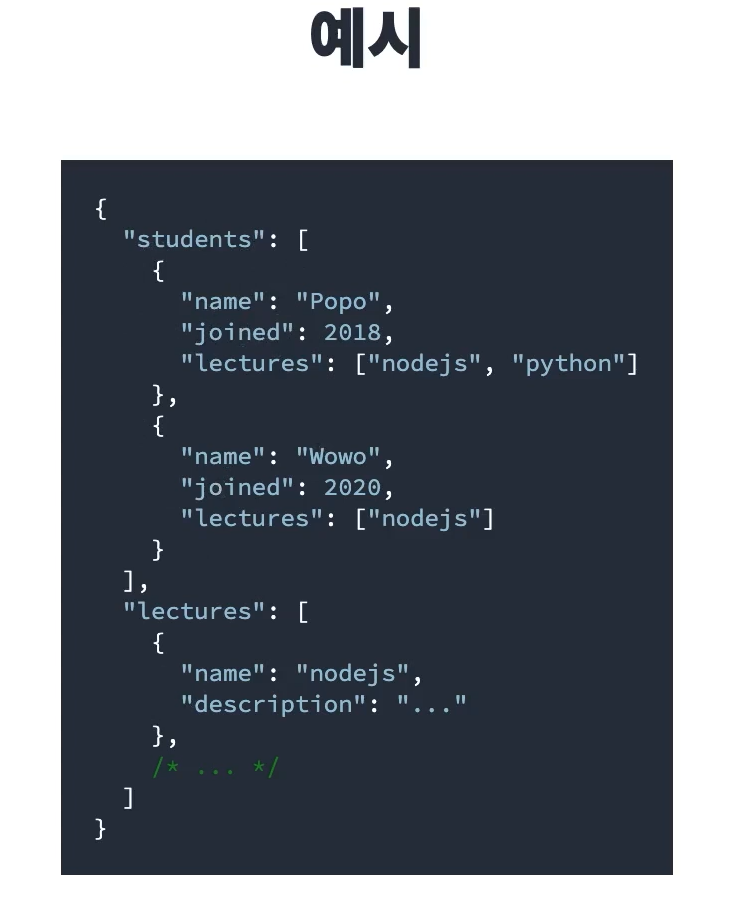 예시
{
  "students": [
    {
      "name": "Popo",
      "joined": 2018,
      "lectures": ["nodejs", "python"]
    },
    {
      "name": "Wowo",
      "joined": 2020,
      "lectures": ["nodejs"]
    }
  ],
  "lectures": [
    {
      "name": "nodejs",
      "description": "..."
    },
    /* ... */
  ]
}